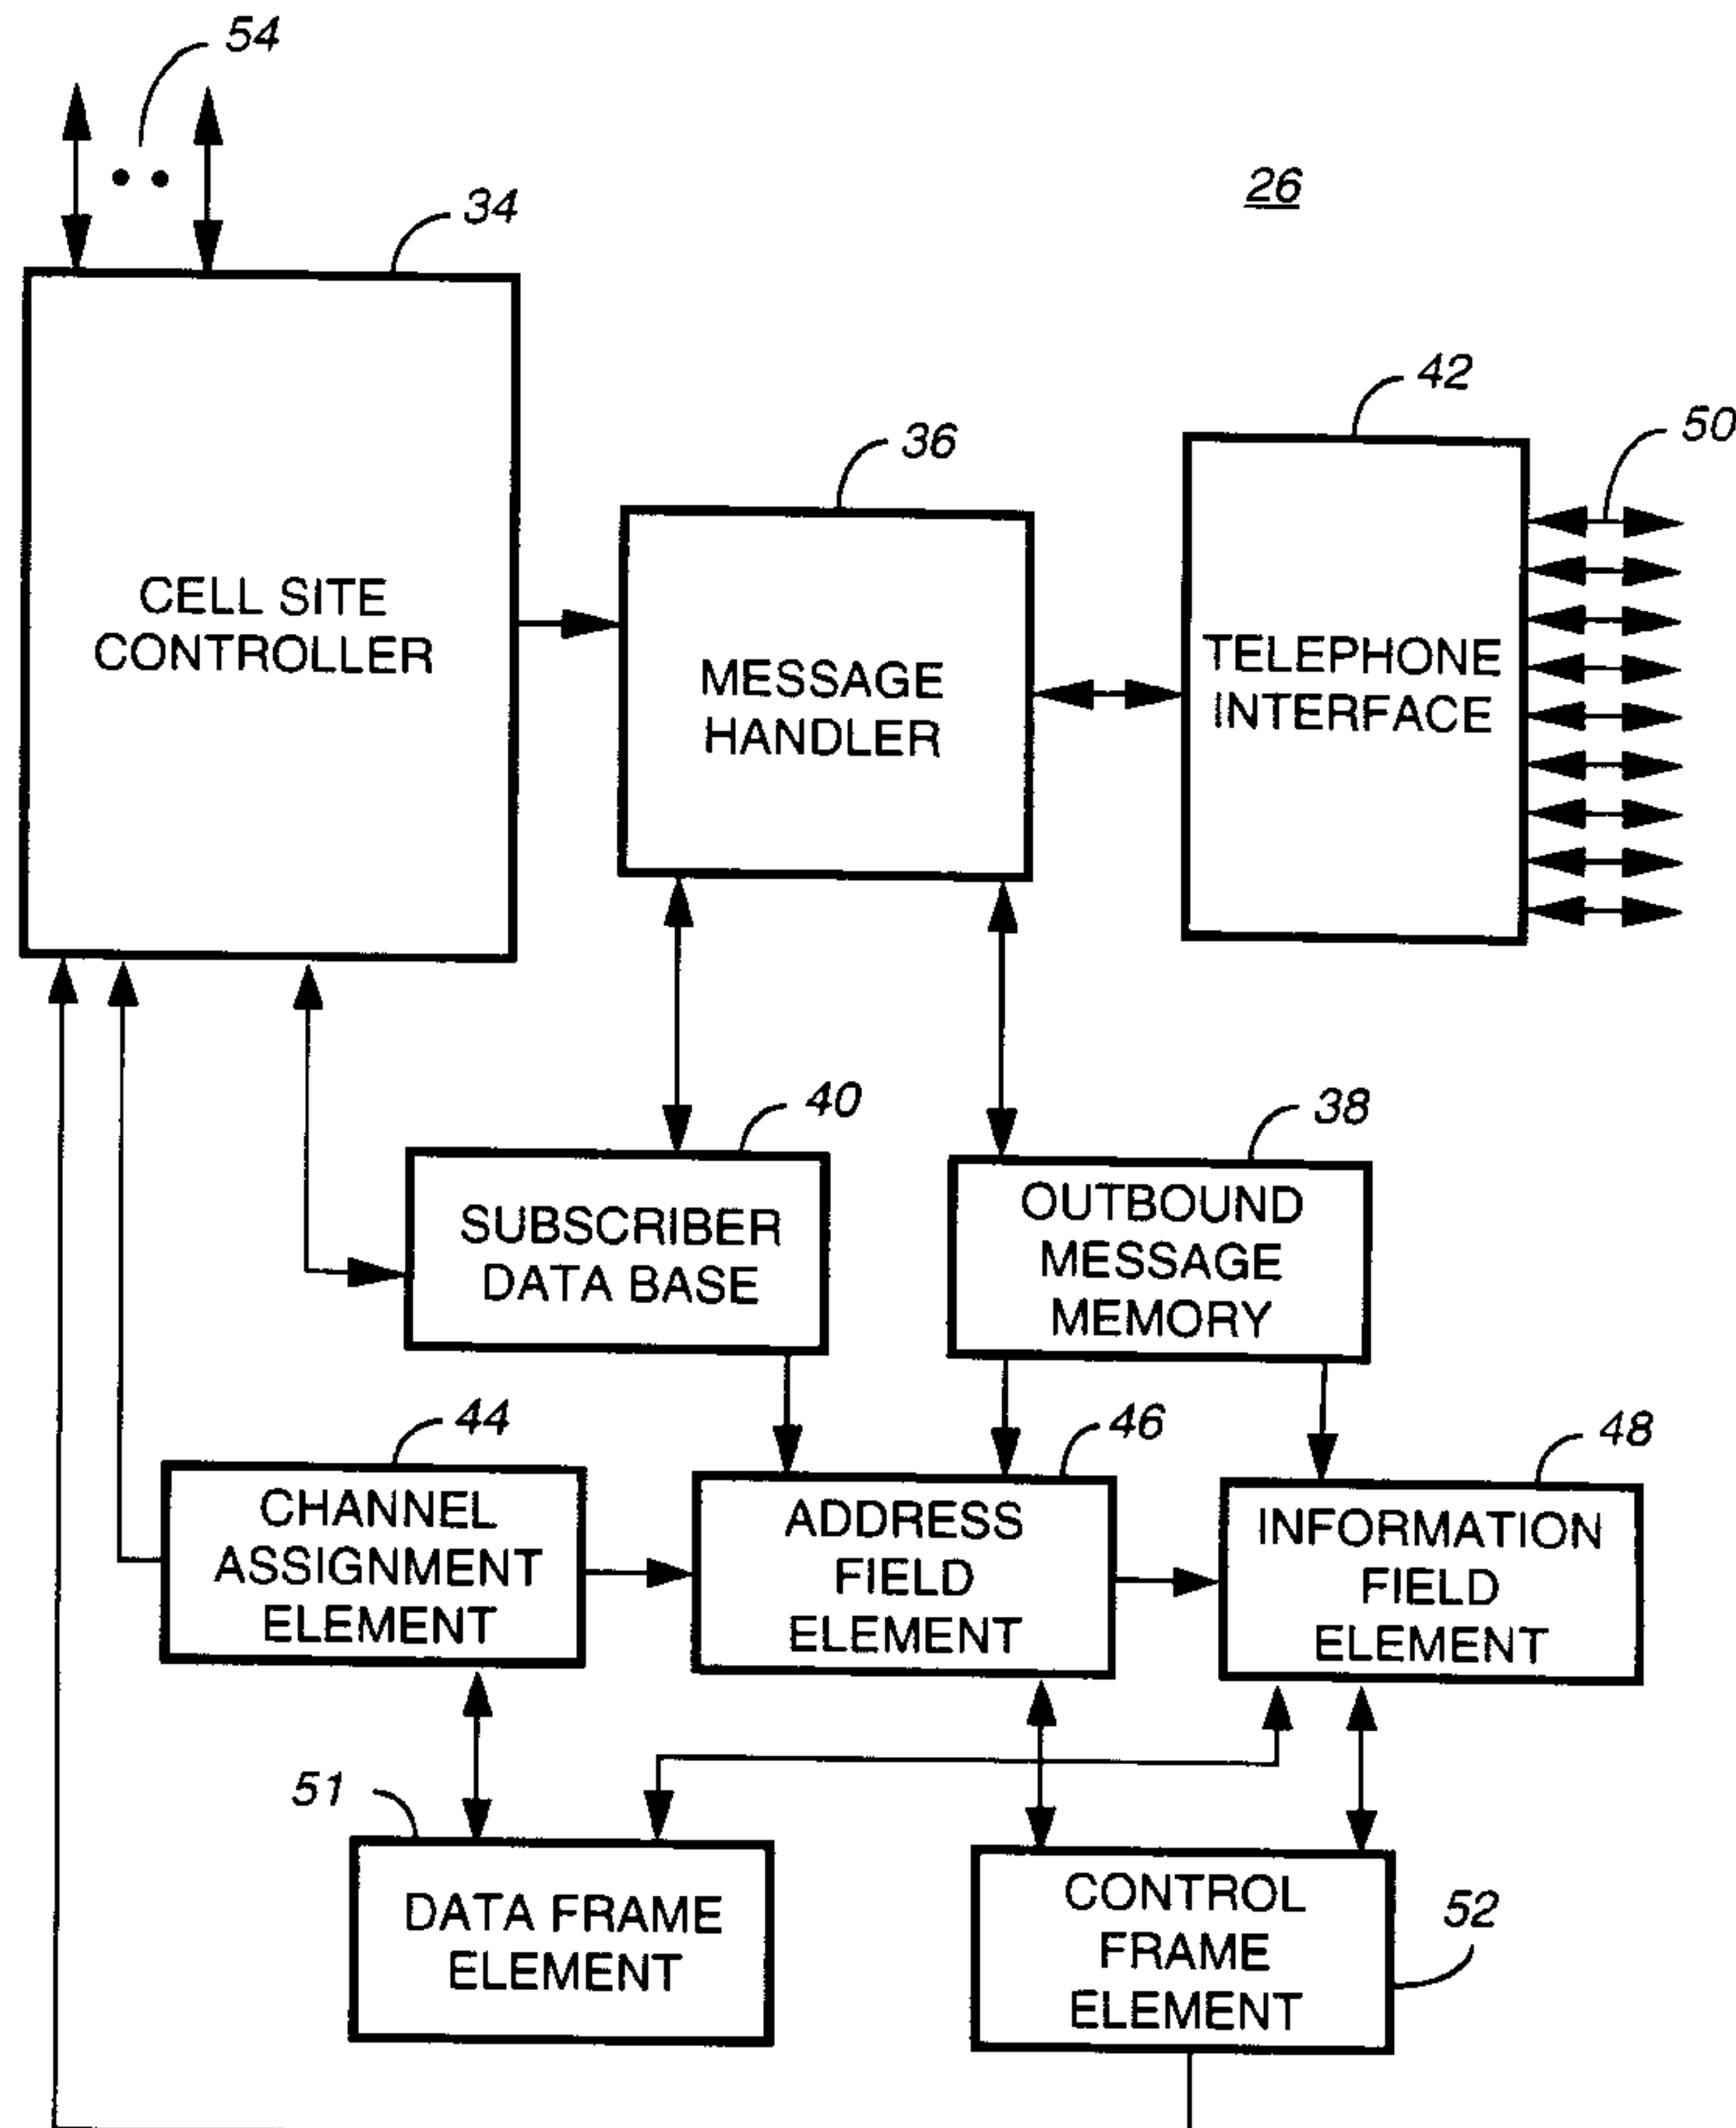 54
34
26
42
50
36
CELL SITE
CONTROLLER
MESSAGE
HANDLER
TELEPHONE
INTERFACE
40
38
SUBSCRIBER
DATA BASE
OUTBOUND
MESSAGE
MEMORY
44
46
48
CHANNEL
ASSIGNMENT
ELEMENT
ADDRESS
FIELD
ELEMENT
INFORMATION
FIELD
ELEMENT
51
DATA FRAME
ELEMENT
CONTROL
FRAME
ELEMENT
52